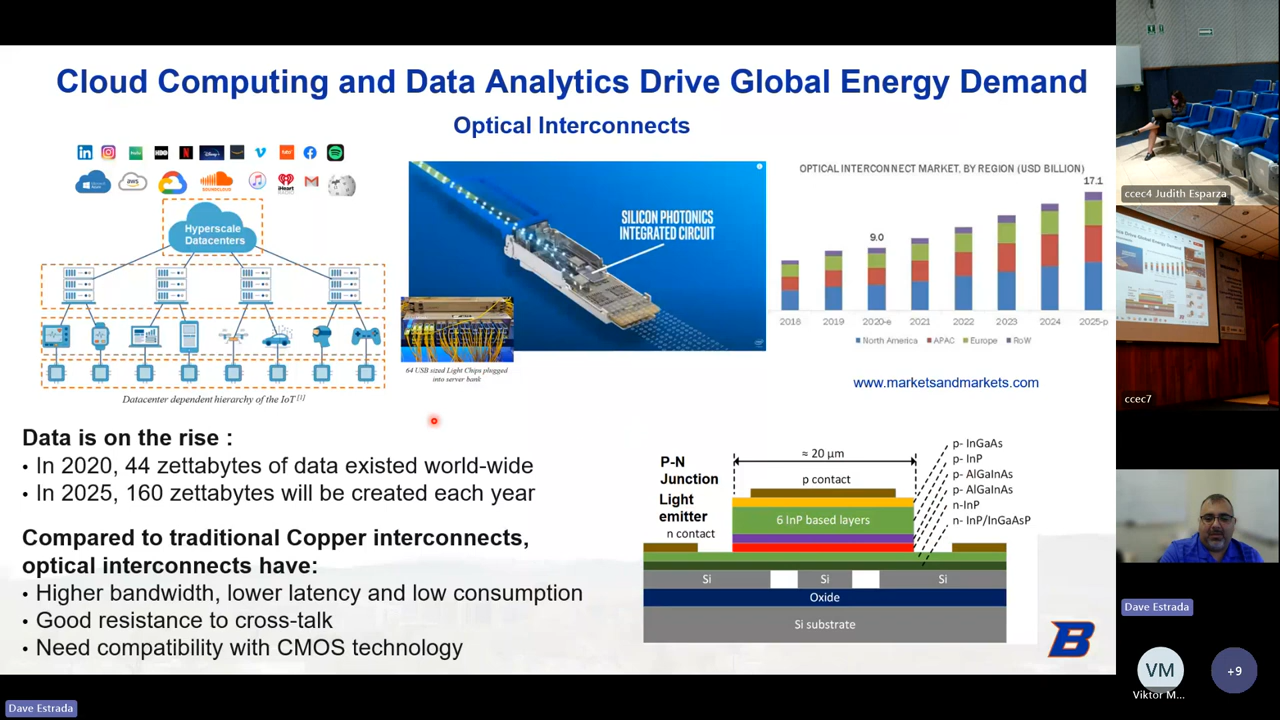 Cloud Computing and Data Analytics Drive Global Energy Demand
Optical Interconnects
HBO
aws
SOUNDCLOUD
iHeart
Hyperscale
Datacenters
Datacenter dependent hierarchy of the IoT [1]
SILICON PHOTONICS
INTEGRATED CIRCUIT
64 USB sized Light Chips plugged
into server bank
OPTICAL INTERCONNECT MARKET, BY REGION (USD BILLION)
17.1
9.0
2018 2019 2020-e 2021 2022 2023 2024 2025-p
North America APAC Europe RoW
www.marketsandmarkets.com
Data is on the rise :
• In 2020, 44 zettabytes of data existed world-wide
• In 2025, 160 zettabytes will be created each year
Compared to traditional Copper interconnects,
optical interconnects have:
• Higher bandwidth, lower latency and low consumption
• Good resistance to cross-talk
• Need compatibility with CMOS technology
P-N
Junction
Light
emitter
n contact
≈ 20 μm
p contact
6 InP based layers
p- InGaAs
p- InP
p- AlGaInAs
p- AlGaInAs
n-InP
n- InP/InGaAsP
Si Si Si
Oxide
Si substrate
B
Dave Estrada
ccec4 Judith Esparza
ccec7
Dave Estrada
VM
Viktor M...
+9